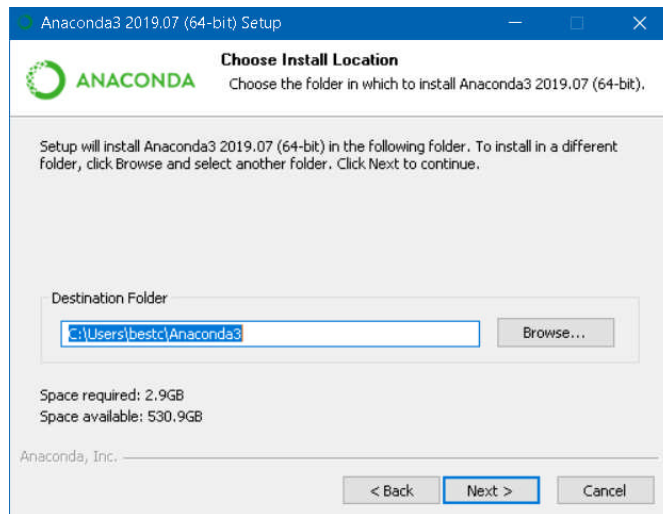 Anaconda3 2019.07 (64-bit) Setup
ANACONDA
Choose Install Location
Choose the folder in which to install Anaconda3 2019.07 (64-bit).
Setup will install Anaconda3 2019.07 (64-bit) in the following folder. To install in a different
folder, click Browse and select another folder. Click Next to continue.
Destination Folder
C:\Users\bestc\Anaconda3
Browse...
Space required: 2.9GB
Space available: 530.9GB
Anaconda, Inc.
< Back
Next >
Cancel